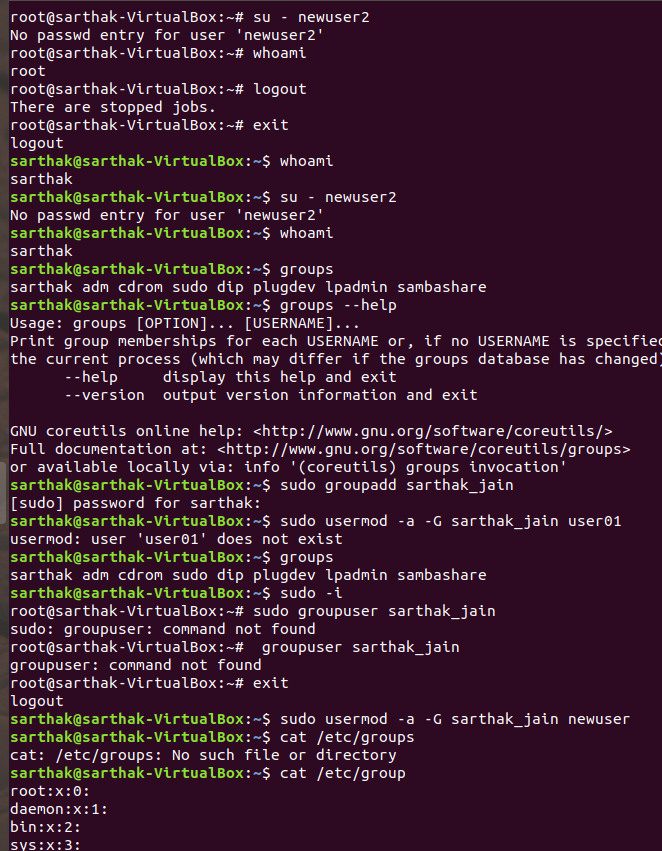 root@sarthak-VirtualBox:~# su - newuser2
No passwd entry for user 'newuser2'
root@sarthak-VirtualBox:~# whoami
root
root@sarthak-VirtualBox:~# logout
There are stopped jobs.
root@sarthak-VirtualBox:~# exit
logout
sarthak@sarthak-VirtualBox:~$ whoami
sarthak
sarthak@sarthak-VirtualBox:~$ su - newuser2
No passwd entry for user 'newuser2'
sarthak@sarthak-VirtualBox:~$ whoami
sarthak
sarthak@sarthak-VirtualBox:~$ groups
sarthak adm cdrom sudo dip plugdev lpadmin sambashare
sarthak@sarthak-VirtualBox:~$ groups --help
Usage: groups [OPTION]... [USERNAME]...
Print group memberships for each USERNAME or, if no USERNAME is specified
the current process (which may differ if the groups database has changed)
      --help     display this help and exit
      --version  output version information and exit

GNU coreutils online help: <http://www.gnu.org/software/coreutils/>
Full documentation at: <http://www.gnu.org/software/coreutils/groups>
or available locally via: info '(coreutils) groups invocation'
sarthak@sarthak-VirtualBox:~$ sudo groupadd sarthak_jain
[sudo] password for sarthak:
sarthak@sarthak-VirtualBox:~$ sudo usermod -a -G sarthak_jain user01
usermod: user 'user01' does not exist
sarthak@sarthak-VirtualBox:~$ groups
sarthak adm cdrom sudo dip plugdev lpadmin sambashare
sarthak@sarthak-VirtualBox:~$ sudo -i
root@sarthak-VirtualBox:~# sudo groupuser sarthak_jain
sudo: groupuser: command not found
root@sarthak-VirtualBox:~#  groupuser sarthak_jain
groupuser: command not found
root@sarthak-VirtualBox:~# exit
logout
sarthak@sarthak-VirtualBox:~$ sudo usermod -a -G sarthak_jain newuser
sarthak@sarthak-VirtualBox:~$ cat /etc/groups
cat: /etc/groups: No such file or directory
sarthak@sarthak-VirtualBox:~$ cat /etc/group
root:x:0:
daemon:x:1:
bin:x:2:
sys:x:3: